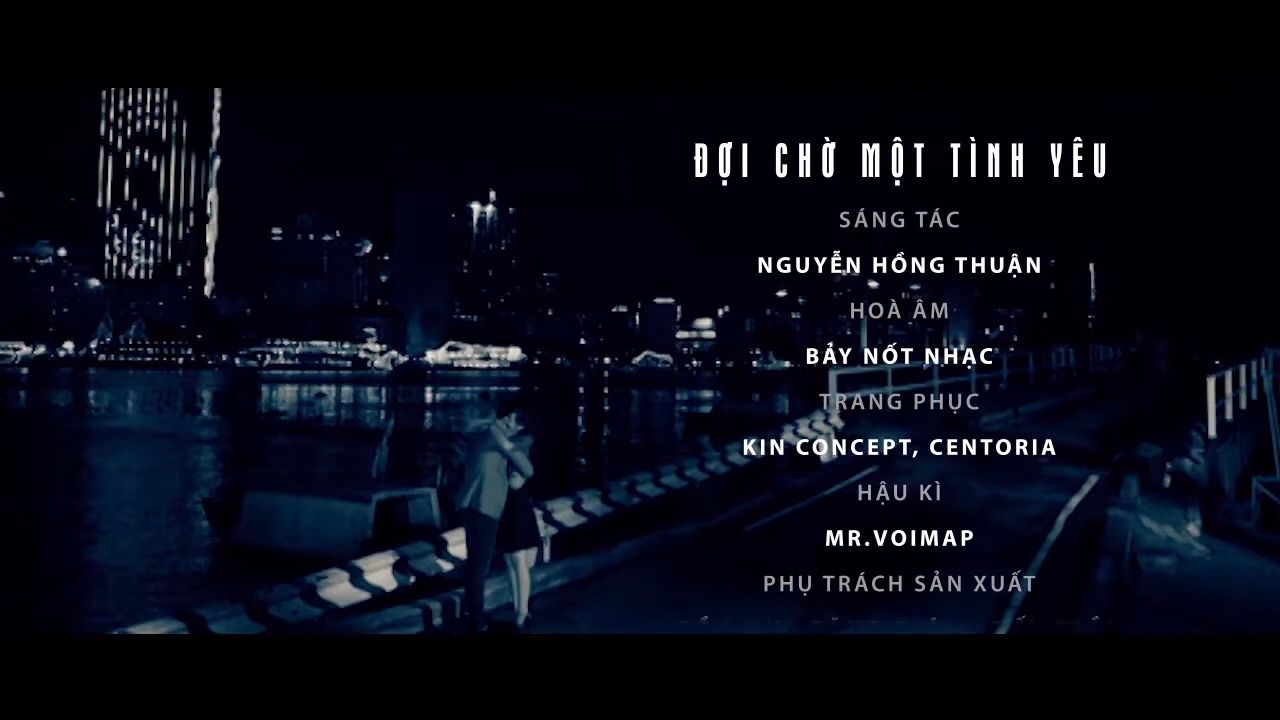 ĐỢI CHỜ MỘT TÌNH YÊU
SÁNG TÁC
NGUYỄN HỒNG THUẬN
HOÀ ÂM
BẢY NỐT NHẠC
TRANG PHỤC
KIN CONCEPT, CENTORIA
HẬU KÌ
MR.VOIMAP
PHỤ TRÁCH SẢN XUẤT